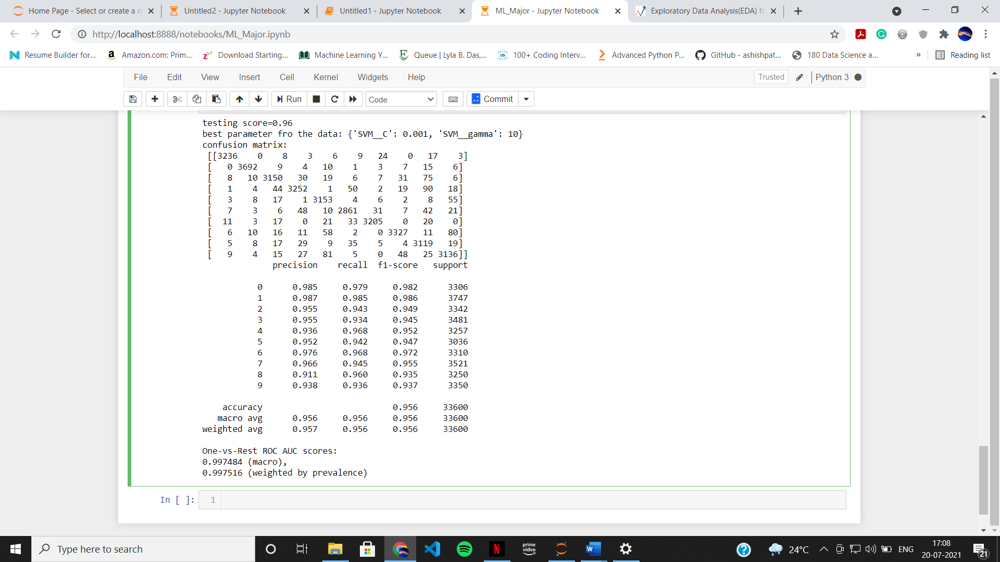 Home Page - Select or create a n
Untitled2 - Jupyter Notebook
Untitled1 - Jupyter Notebook
ML_Major - Jupyter Notebook
Exploratory Data Analysis(EDA) fr
http://localhost:8888/notebooks/ML_Major.ipynb
Resume Builder for...
Amazon.com: Prim...
Download Starting...
Machine Learning Y...
Queue | Lyla B. Das,...
100+ Coding Interv...
Advanced Python P...
GitHub - ashishpat...
180 Data Science a...
»
Reading list
File Edit View Insert Cell Kernel Widgets Help
Trusted
Python 3
Run
Code
Commit
testing score=0.96
best parameter fro the data: {'SVM__C': 0.001, 'SVM__gamma': 10}
confusion matrix:
[[3236 0 8 3 6 9 24 0 17 3]
[ 0 3692 9 4 10 1 3 7 15 6]
[ 8 10 3150 30 19 6 7 31 75 6]
[ 1 4 44 3252 1 50 2 19 90 18]
[ 3 8 17 1 3153 4 6 2 8 55]
[ 7 3 6 48 10 2861 31 7 42 21]
[ 11 3 17 0 21 33 3205 0 20 0]
[ 6 10 16 11 58 2 0 3327 11 80]
[ 5 8 17 29 9 35 5 4 3119 19]
[ 9 4 15 27 81 5 0 48 25 3136]]
precision recall f1-score support
0 0.985 0.979 0.982 3306
1 0.987 0.985 0.986 3747
2 0.955 0.943 0.949 3342
3 0.955 0.934 0.945 3481
4 0.936 0.968 0.952 3257
5 0.952 0.942 0.947 3036
6 0.976 0.968 0.972 3310
7 0.966 0.945 0.955 3521
8 0.911 0.960 0.935 3250
9 0.938 0.936 0.937 3350
accuracy 0.956 33600
macro avg 0.956 0.956 0.956 33600
weighted avg 0.957 0.956 0.956 33600
One-vs-Rest ROC AUC scores:
0.997484 (macro),
0.997516 (weighted by prevalence)
In [ ]: 1
Type here to search
prime video
24°C
ENG
17:08
20-07-2021
21